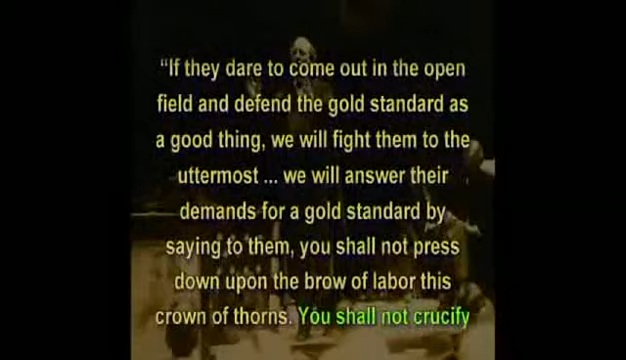 “If they dare to come out in the open
field and defend the gold standard as
a good thing, we will fight them to the
uttermost ... we will answer their
demands for a gold standard by
saying to them, you shall not press
down upon the brow of labor this
crown of thorns. You shall not crucify